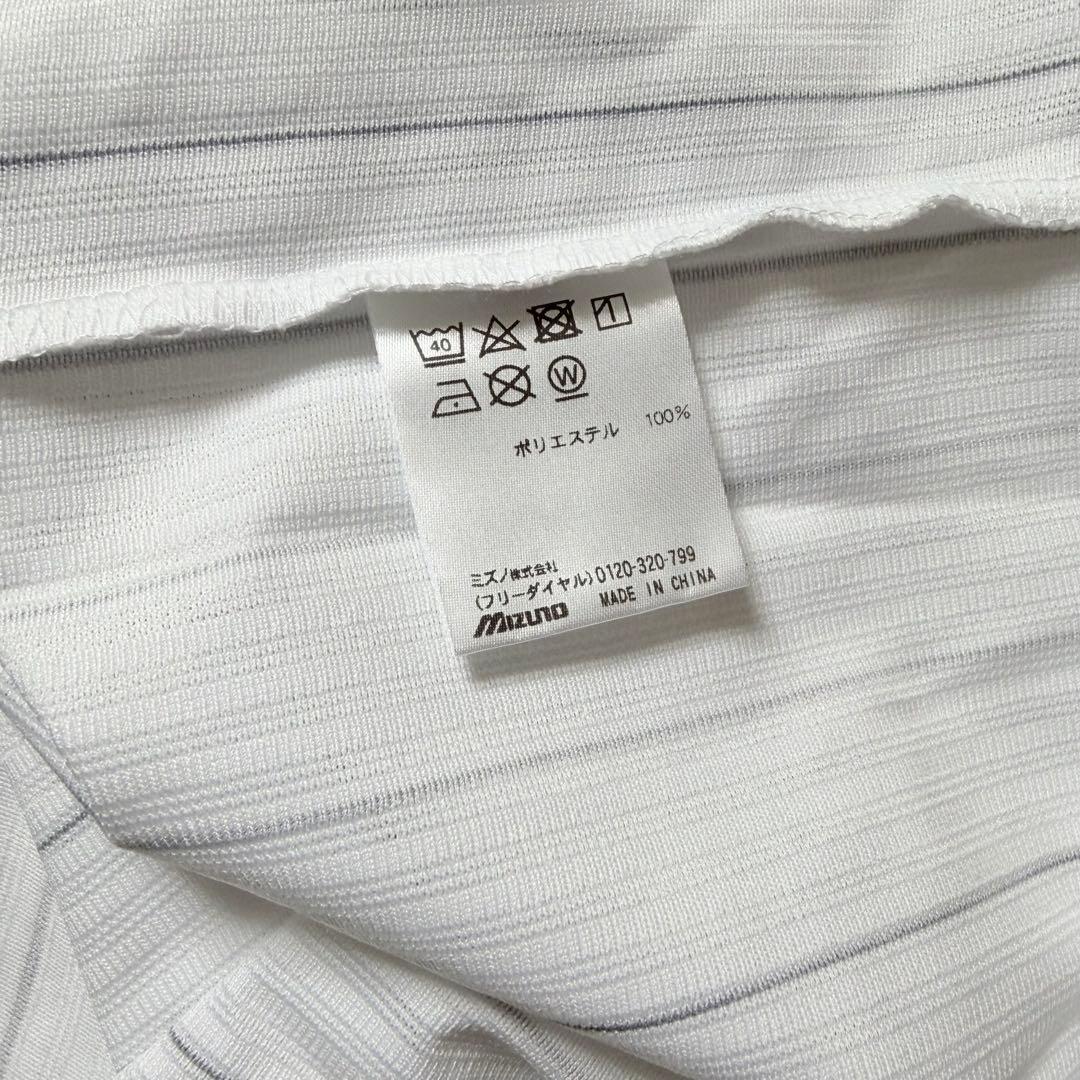 40
W
ポリエステル 100%
ミズノ株式会社
(フリーダイヤル)0120-320-799
MIZUNO MADE IN CHINA